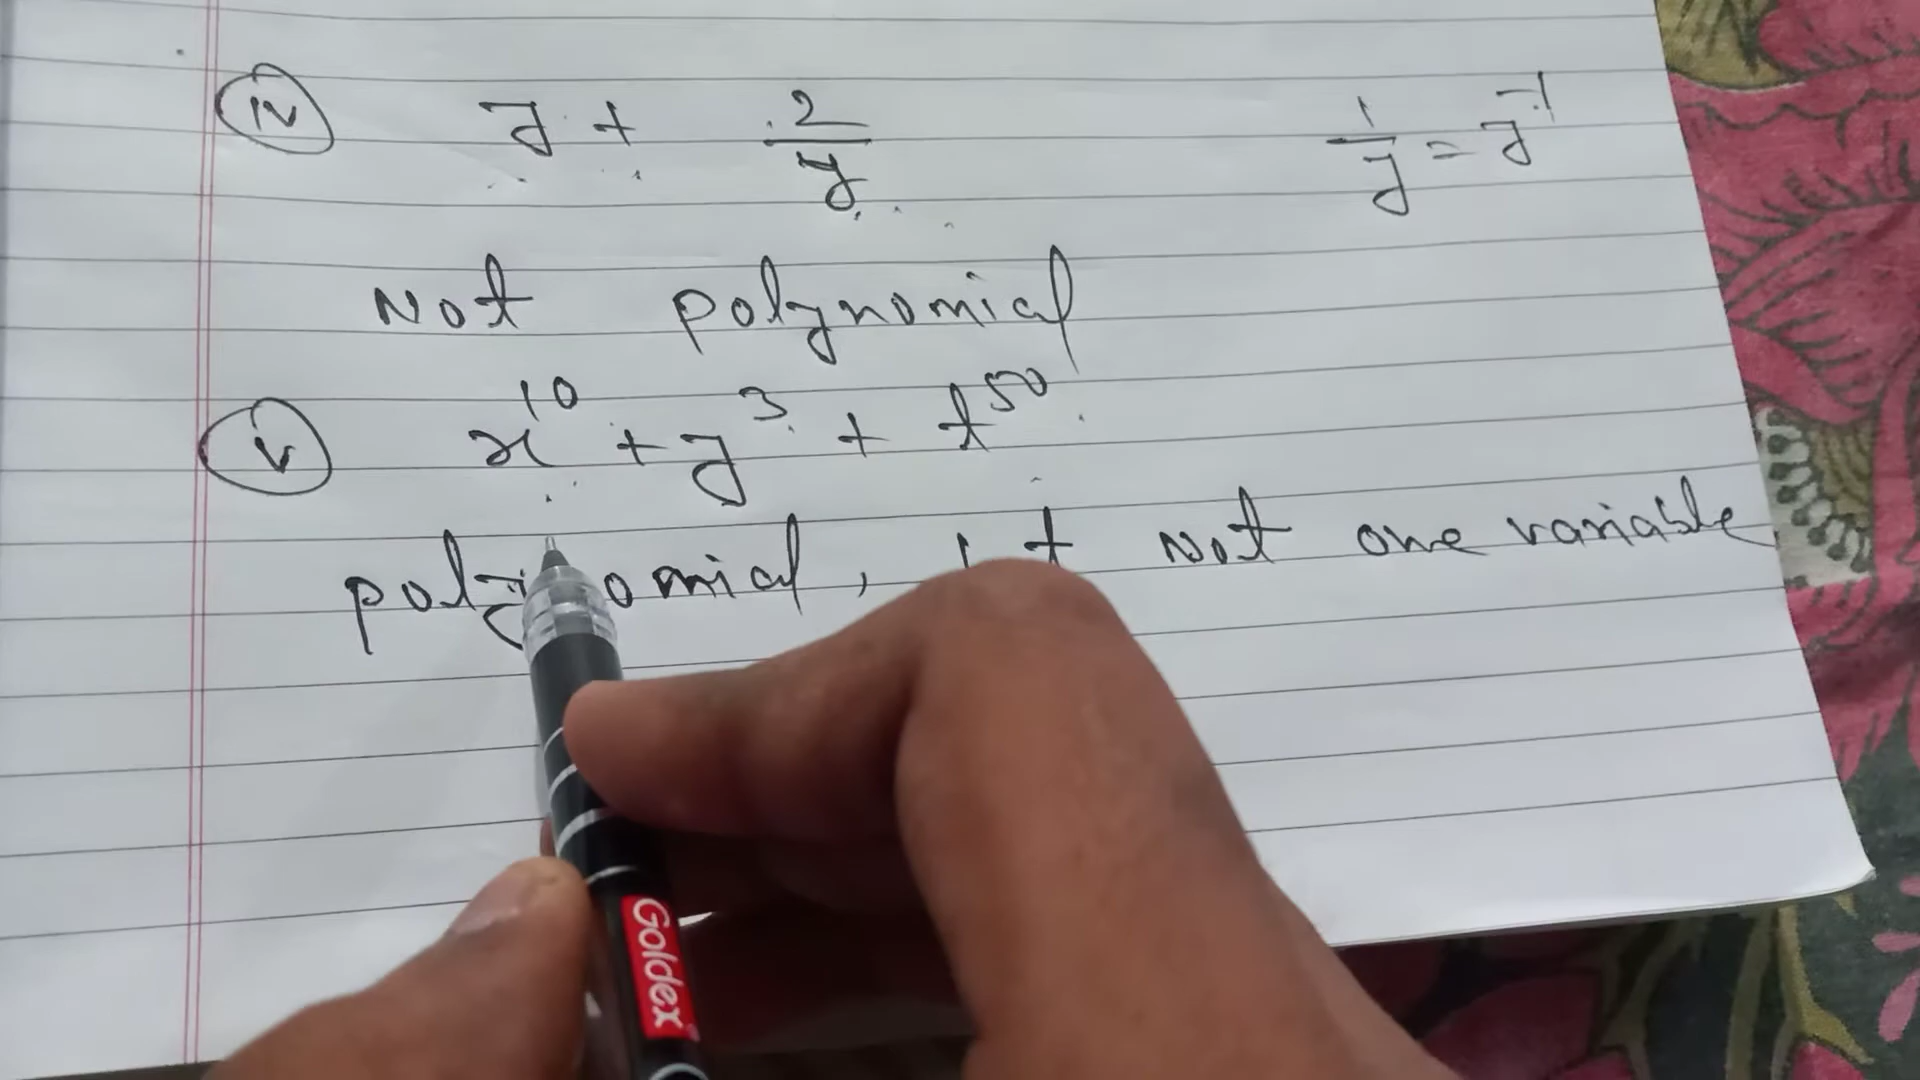 (iv) y + 2/y 1/y = y⁻¹
Not polynomial
(v) x¹⁰ + y³ + t⁵⁰
polynomial, Not one variable
Goldex